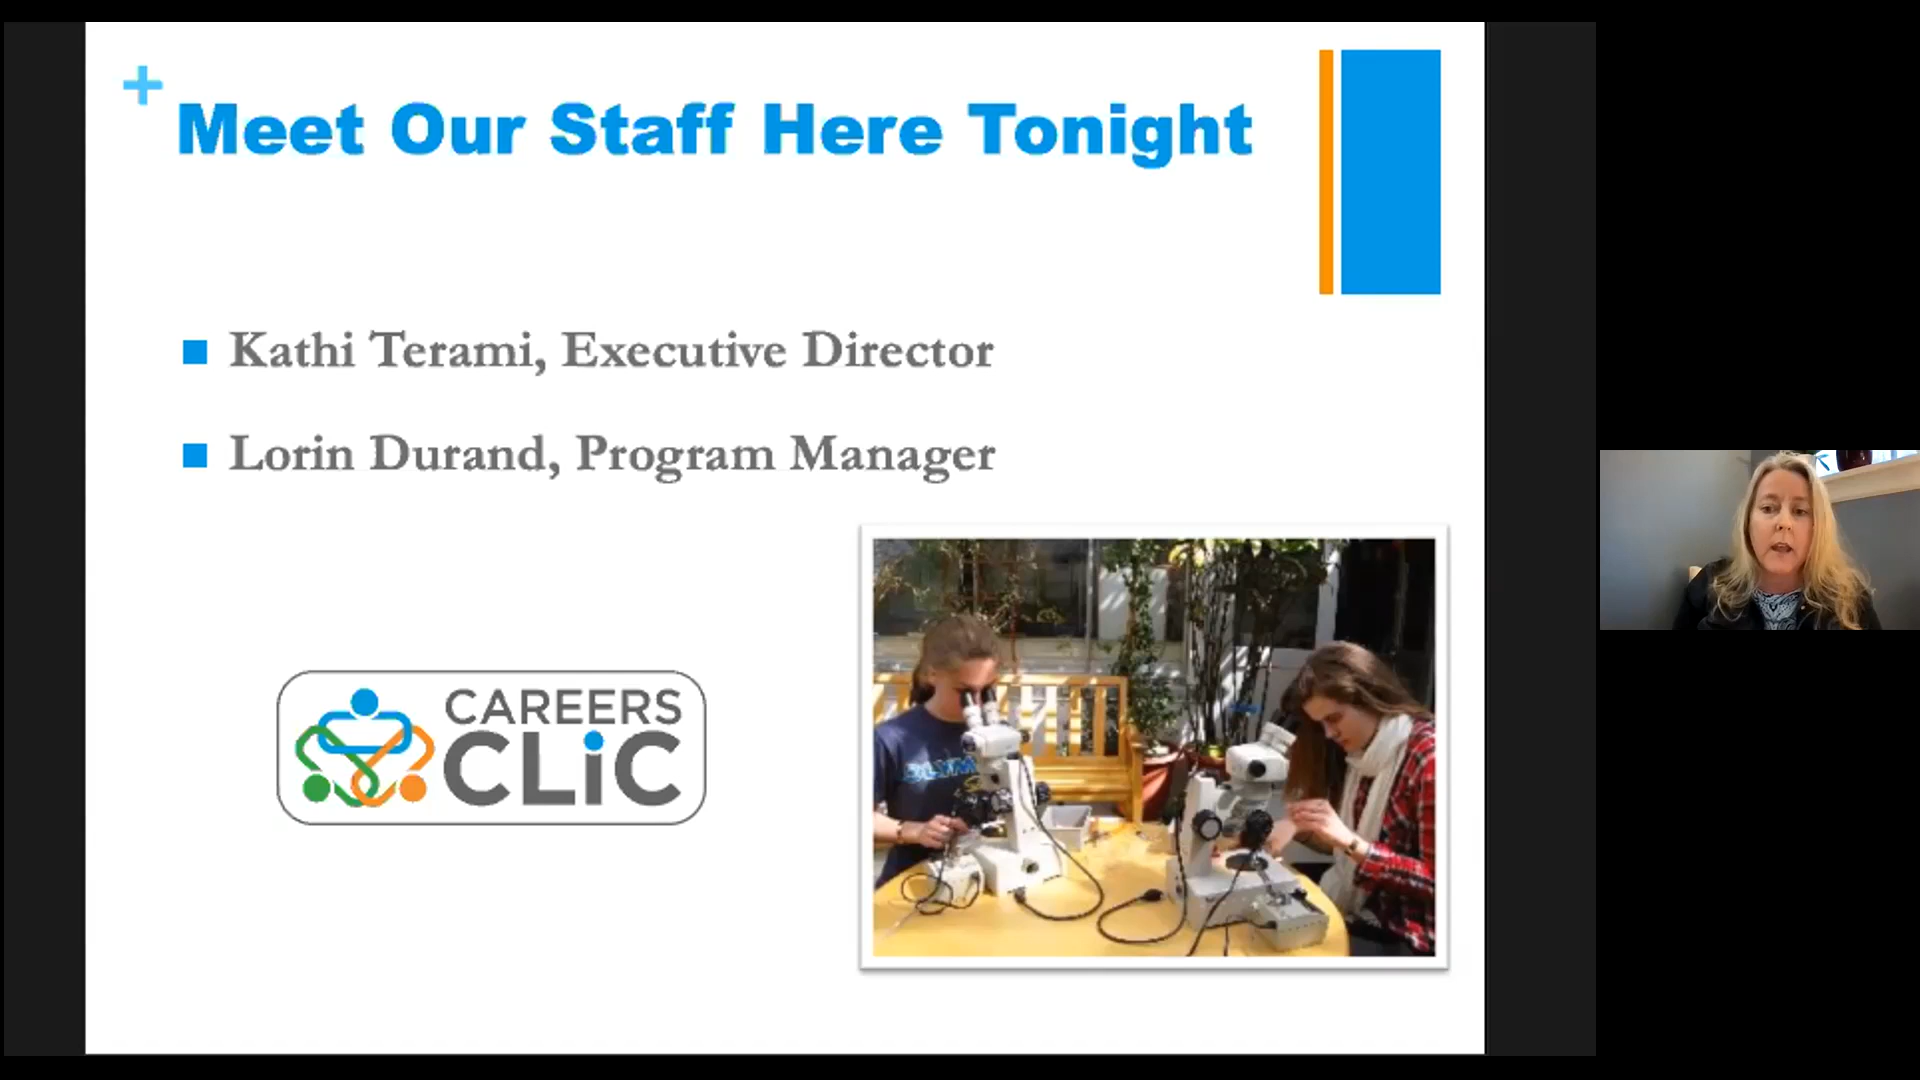 +
Meet Our Staff Here Tonight
Kathi Terami, Executive Director
Lorin Durand, Program Manager
CAREERS
CLiC